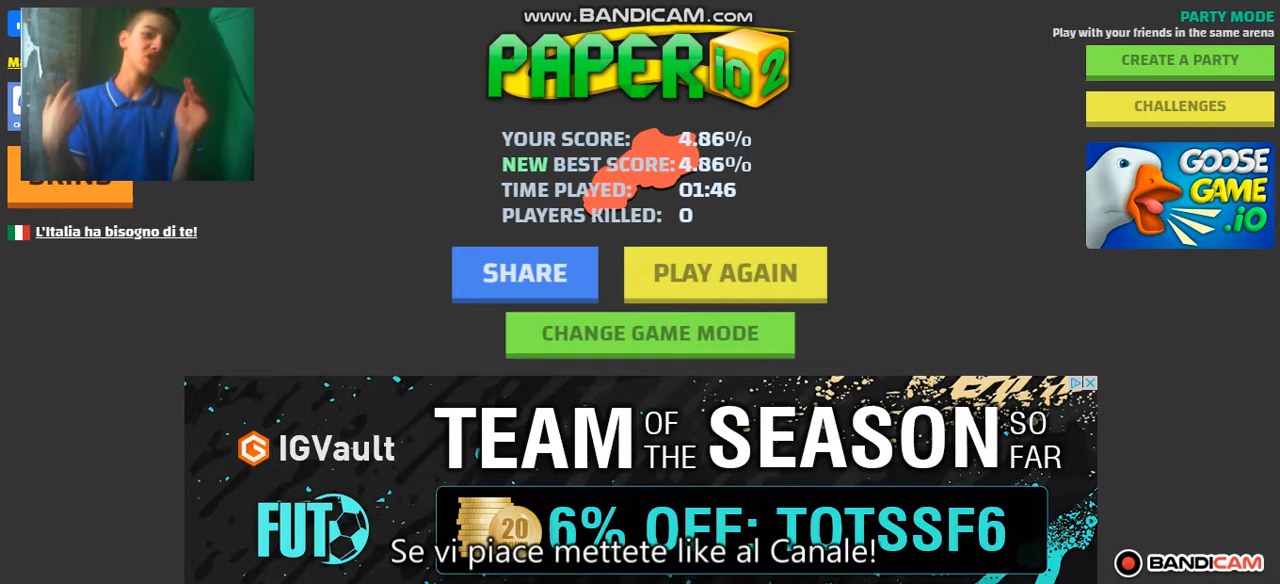 www.BANDICAM.com
PAPER io 2
PARTY MODE
Play with your friends in the same arena
CREATE A PARTY
CHALLENGES
GOOSE
GAME
.io
SKINS
L'Italia ha bisogno di te!
YOUR SCORE: 4.86%
NEW BEST SCORE: 4.86%
TIME PLAYED: 01:46
PLAYERS KILLED: 0
SHARE
PLAY AGAIN
CHANGE GAME MODE
IGVault
TEAM OF THE SEASON SO FAR
FUT
20
6% OFF: TOTSSF6
Se vi piace mettete like al Canale!
BANDICAM